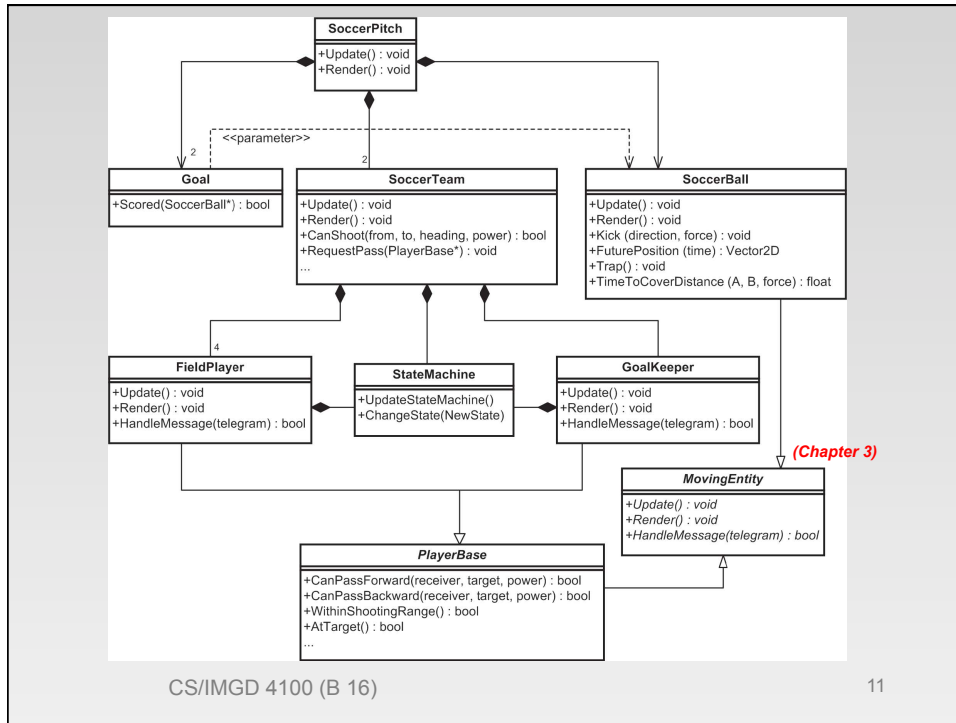 SoccerPitch
+Update() : void
+Render() : void
<<parameter>>
2
2
Goal
+Scored(SoccerBall*) : bool
SoccerTeam
+Update() : void
+Render() : void
+CanShoot(from, to, heading, power) : bool
+RequestPass(PlayerBase*) : void
...
SoccerBall
+Update() : void
+Render() : void
+Kick (direction, force) : void
+FuturePosition (time) : Vector2D
+Trap() : void
+TimeToCoverDistance (A, B, force) : float
4
FieldPlayer
+Update() : void
+Render() : void
+HandleMessage(telegram) : bool
StateMachine
+UpdateStateMachine()
+ChangeState(NewState)
GoalKeeper
+Update() : void
+Render() : void
+HandleMessage(telegram) : bool
(Chapter 3)
MovingEntity
+Update() : void
+Render() : void
+HandleMessage(telegram) : bool
PlayerBase
+CanPassForward(receiver, target, power) : bool
+CanPassBackward(receiver, target, power) : bool
+WithinShootingRange() : bool
+AtTarget() : bool
...
CS/IMGD 4100 (B 16)
11